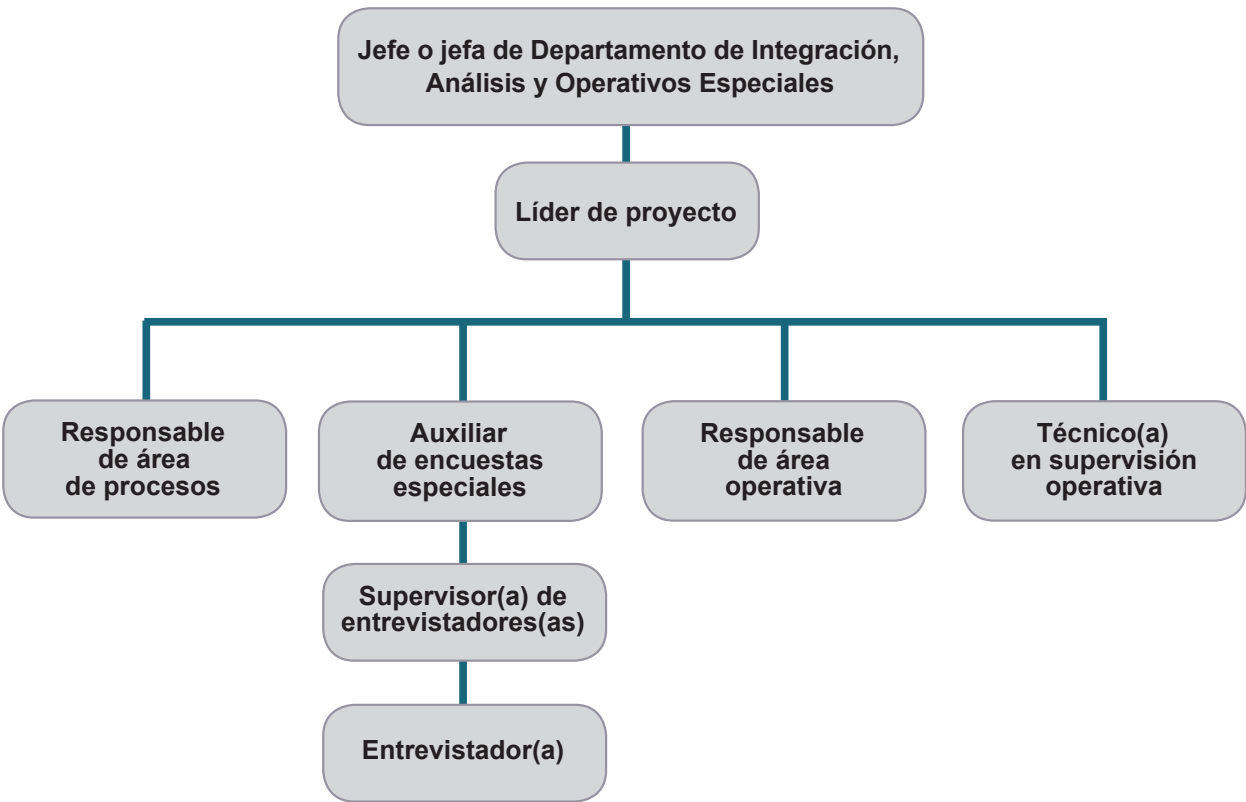 Jefe o jefa de Departamento de Integración,
Análisis y Operativos Especiales
Líder de proyecto
Responsable
de área
de procesos
Auxiliar
de encuestas
especiales
Responsable
de área
operativa
Técnico(a)
en supervisión
operativa
Supervisor(a) de
entrevistadores(as)
Entrevistador(a)